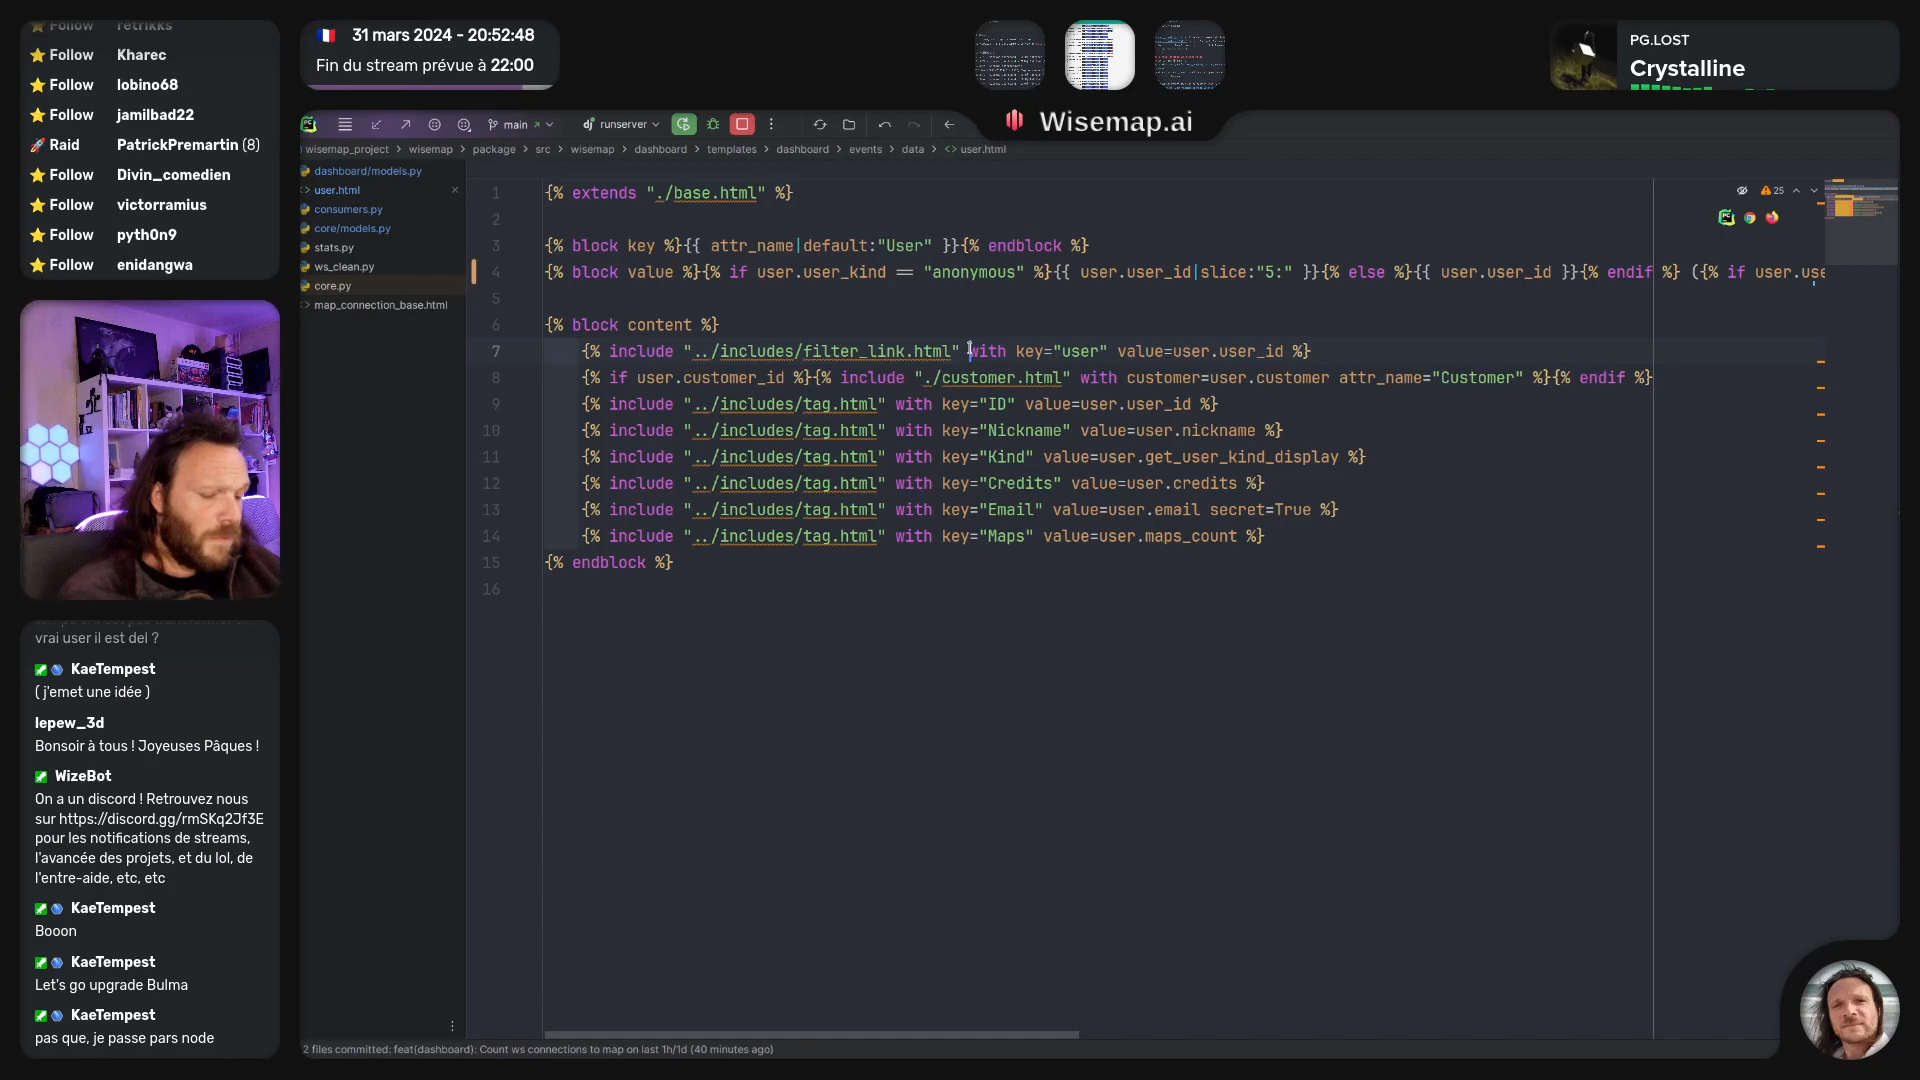 Follow retrikks
Follow Kharec
Follow lobino68
Follow jamilbad22
Raid PatrickPremartin (8)
Follow Divin_comedien
Follow victorramius
Follow pyth0n9
Follow enidangwa
31 mars 2024 - 20:52:48
Fin du stream prévue à 22:00
PG.LOST
Crystalline
main
dj runserver
Wisemap.ai
wisemap_project > wisemap > package > src > wisemap > dashboard > templates > dashboard > events > data > <> user.html
dashboard/models.py
user.html
consumers.py
core/models.py
stats.py
ws_clean.py
core.py
map_connection_base.html
25
1 {% extends "./base.html" %}
2
3 {% block key %}{{ attr_name|default:"User" }}{% endblock %}
4 {% block value %}{% if user.user_kind == "anonymous" %}{{ user.user_id|slice:"5:" }}{% else %}{{ user.user_id }}{% endif %} ({% if user.use
5
6 {% block content %}
7 {% include "../includes/filter_link.html" with key="user" value=user.user_id %}
8 {% if user.customer_id %}{% include "./customer.html" with customer=user.customer attr_name="Customer" %}{% endif %}
9 {% include "../includes/tag.html" with key="ID" value=user.user_id %}
10 {% include "../includes/tag.html" with key="Nickname" value=user.nickname %}
11 {% include "../includes/tag.html" with key="Kind" value=user.get_user_kind_display %}
12 {% include "../includes/tag.html" with key="Credits" value=user.credits %}
13 {% include "../includes/tag.html" with key="Email" value=user.email secret=True %}
14 {% include "../includes/tag.html" with key="Maps" value=user.maps_count %}
15 {% endblock %}
16
vrai user il est del ?
KaeTempest
( j'emet une idée )
lepew_3d
Bonsoir à tous ! Joyeuses Pâques !
WizeBot
On a un discord ! Retrouvez nous
sur https://discord.gg/rmSKq2Jf3E
pour les notifications de streams,
l'avancée des projets, et du lol, de
l'entre-aide, etc, etc
KaeTempest
Booon
KaeTempest
Let's go upgrade Bulma
KaeTempest
pas que, je passe pars node
2 files committed: feat(dashboard): Count ws connections to map on last 1h/1d (40 minutes ago)